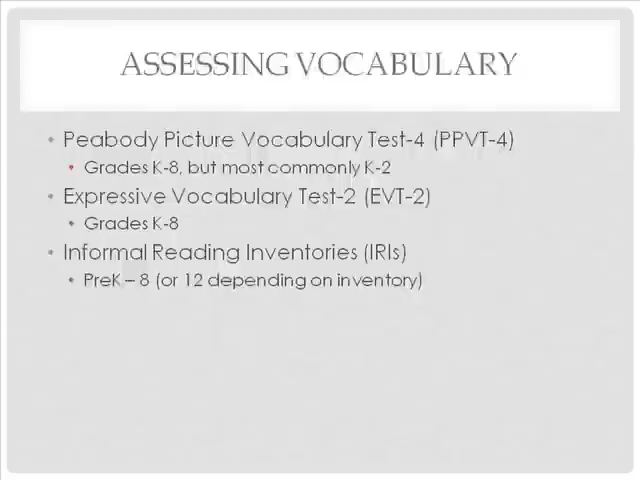 ASSESSING VOCABULARY
• Peabody Picture Vocabulary Test-4 (PPVT-4)
• Grades K-8, but most commonly K-2
• Expressive Vocabulary Test-2 (EVT-2)
• Grades K-8
• Informal Reading Inventories (IRIs)
• PreK – 8 (or 12 depending on inventory)